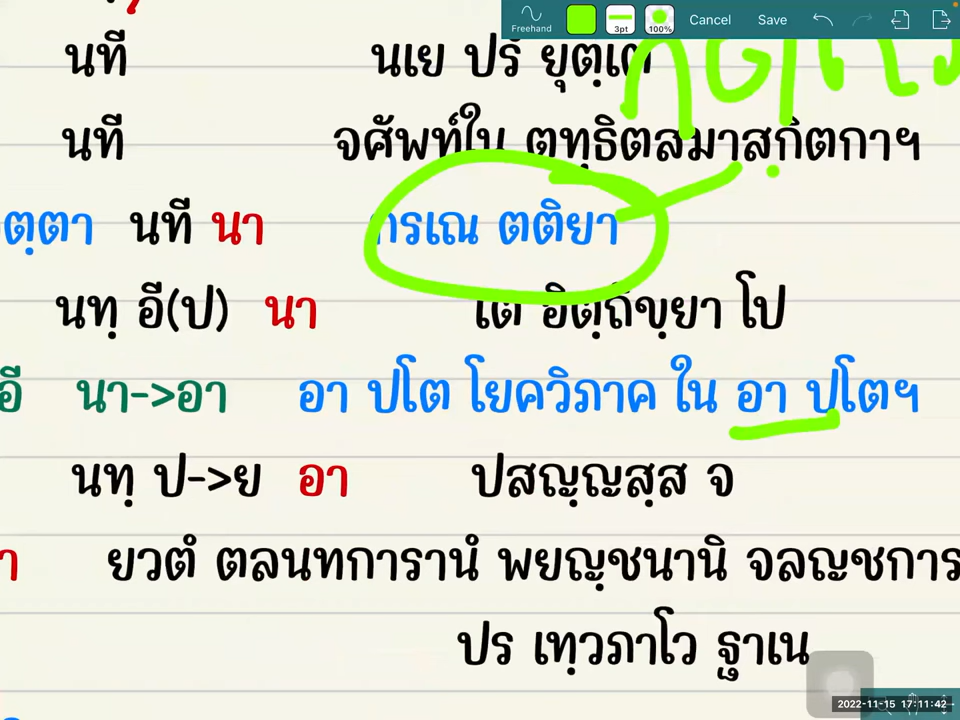 Freehand 3pt 100% Cancel Save
นที นเย ปรํ ยุตฺเต
นที จศัพท์ใน ตทฺธิตสมาสกิตกาฯ
ตฺตา นที นา กรเณ ตติยา
นทฺ อี(ป) นา เต อิตฺถิขฺยา โป
อี นา->อา อา ปโต โยควิภาค ใน อา ปโตฯ
นทฺ ป->ย อา ปสญฺญสฺส จ
า ยวตํ ตลนทการานํ พยญฺชนานิ จลญชการ
ปร เทฺวภาโว ฐาเน
2022-11-15 17:11:42